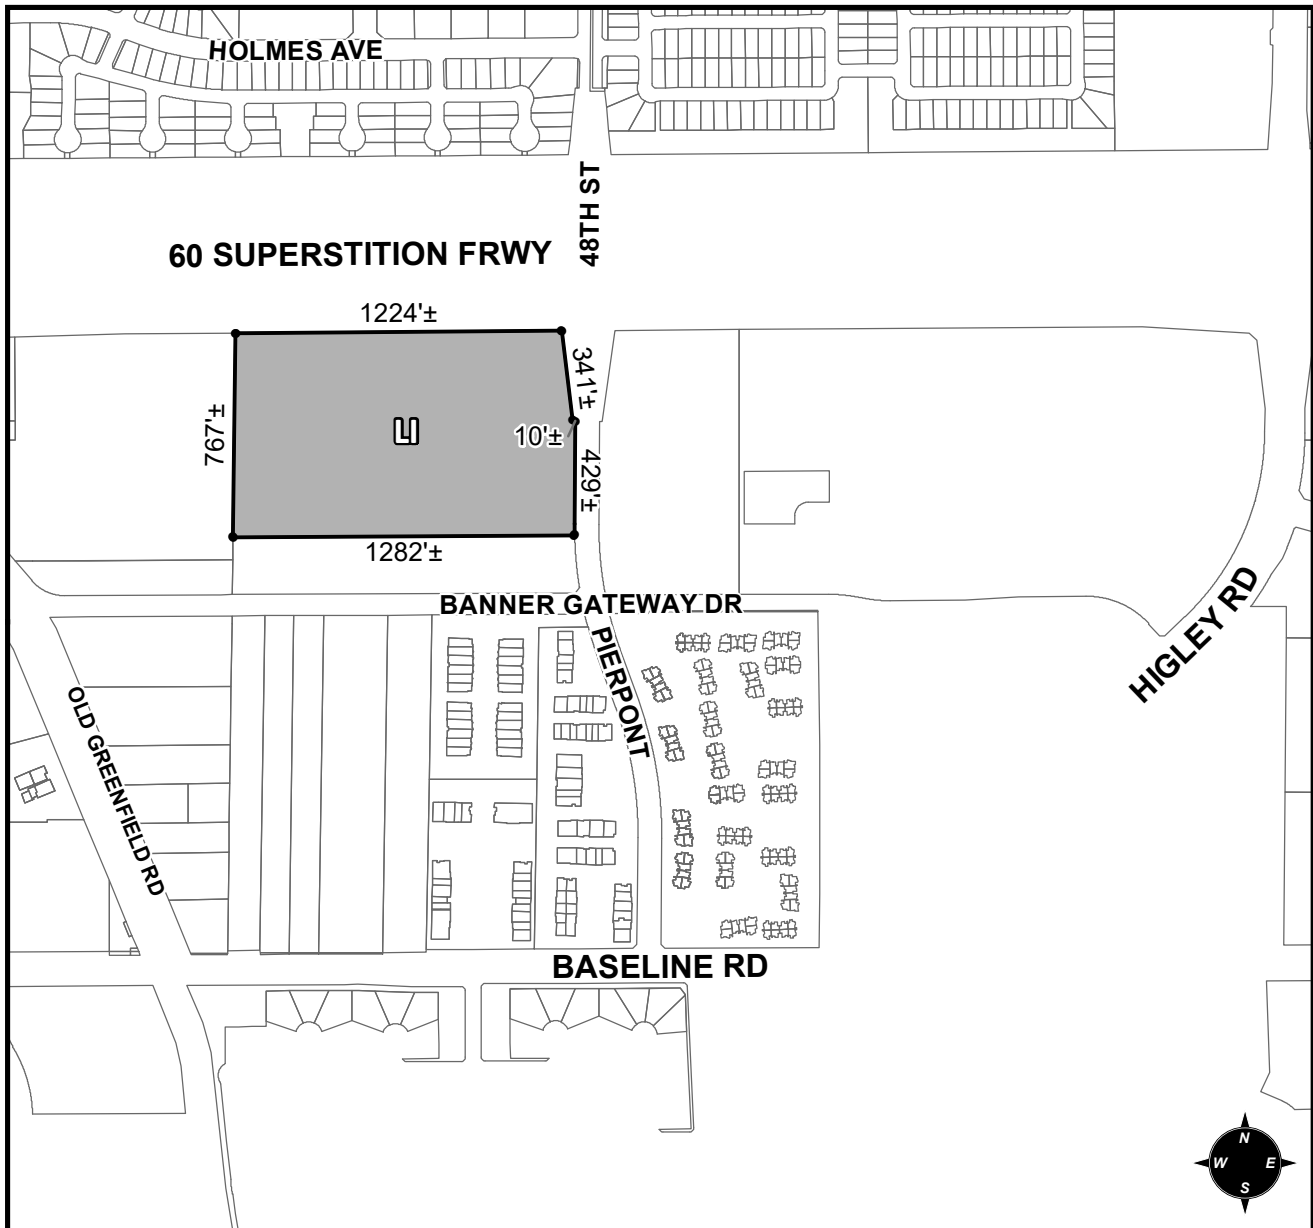 HOLMES AVE
48TH ST
60 SUPERSTITION FRWY
1224'±
341'±
767'±
LI
10'±
429'±
1282'±
BANNER GATEWAY DR
HIGLEY RD
PIERPONT
OLD GREENFIELD RD
BASELINE RD
N
W E
S